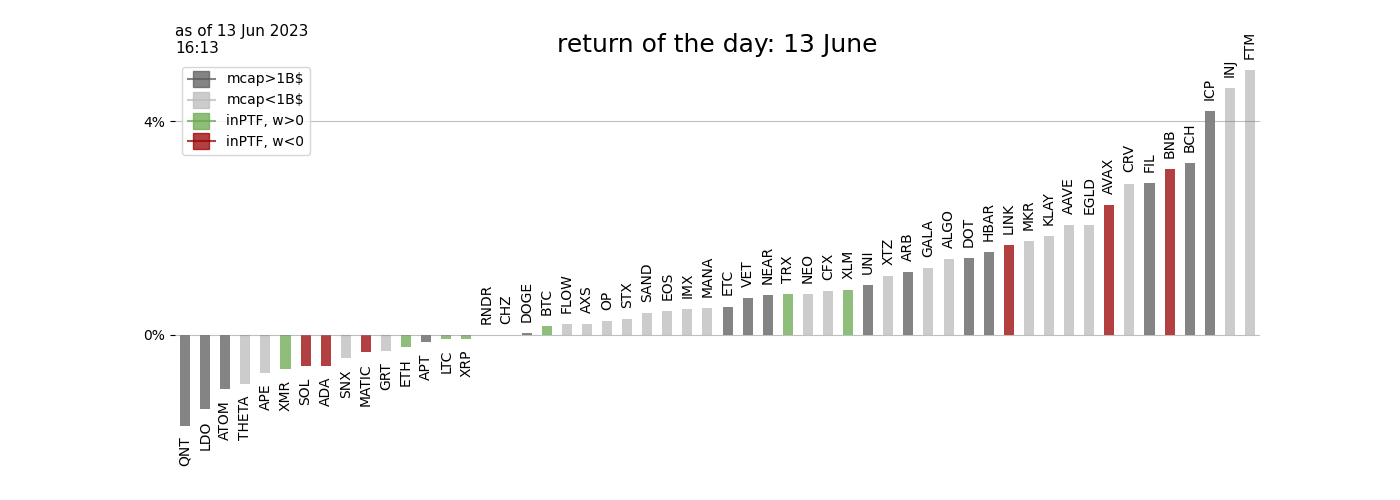 as of 13 Jun 2023
16:13
return of the day: 13 June
mcap>1B$
mcap<1B$
inPTF, w>0
inPTF, w<0
4%
0%
QNT
LDO
ATOM
THETA
APE
XMR
SOL
ADA
SNX
MATIC
GRT
ETH
APT
LTC
XRP
RNDR
CHZ
DOGE
BTC
FLOW
AXS
OP
STX
SAND
EOS
IMX
MANA
ETC
VET
NEAR
TRX
NEO
CFX
XLM
UNI
XTZ
ARB
GALA
ALGO
DOT
HBAR
LINK
MKR
KLAY
AAVE
EGLD
AVAX
CRV
FIL
BNB
BCH
ICP
INJ
FTM